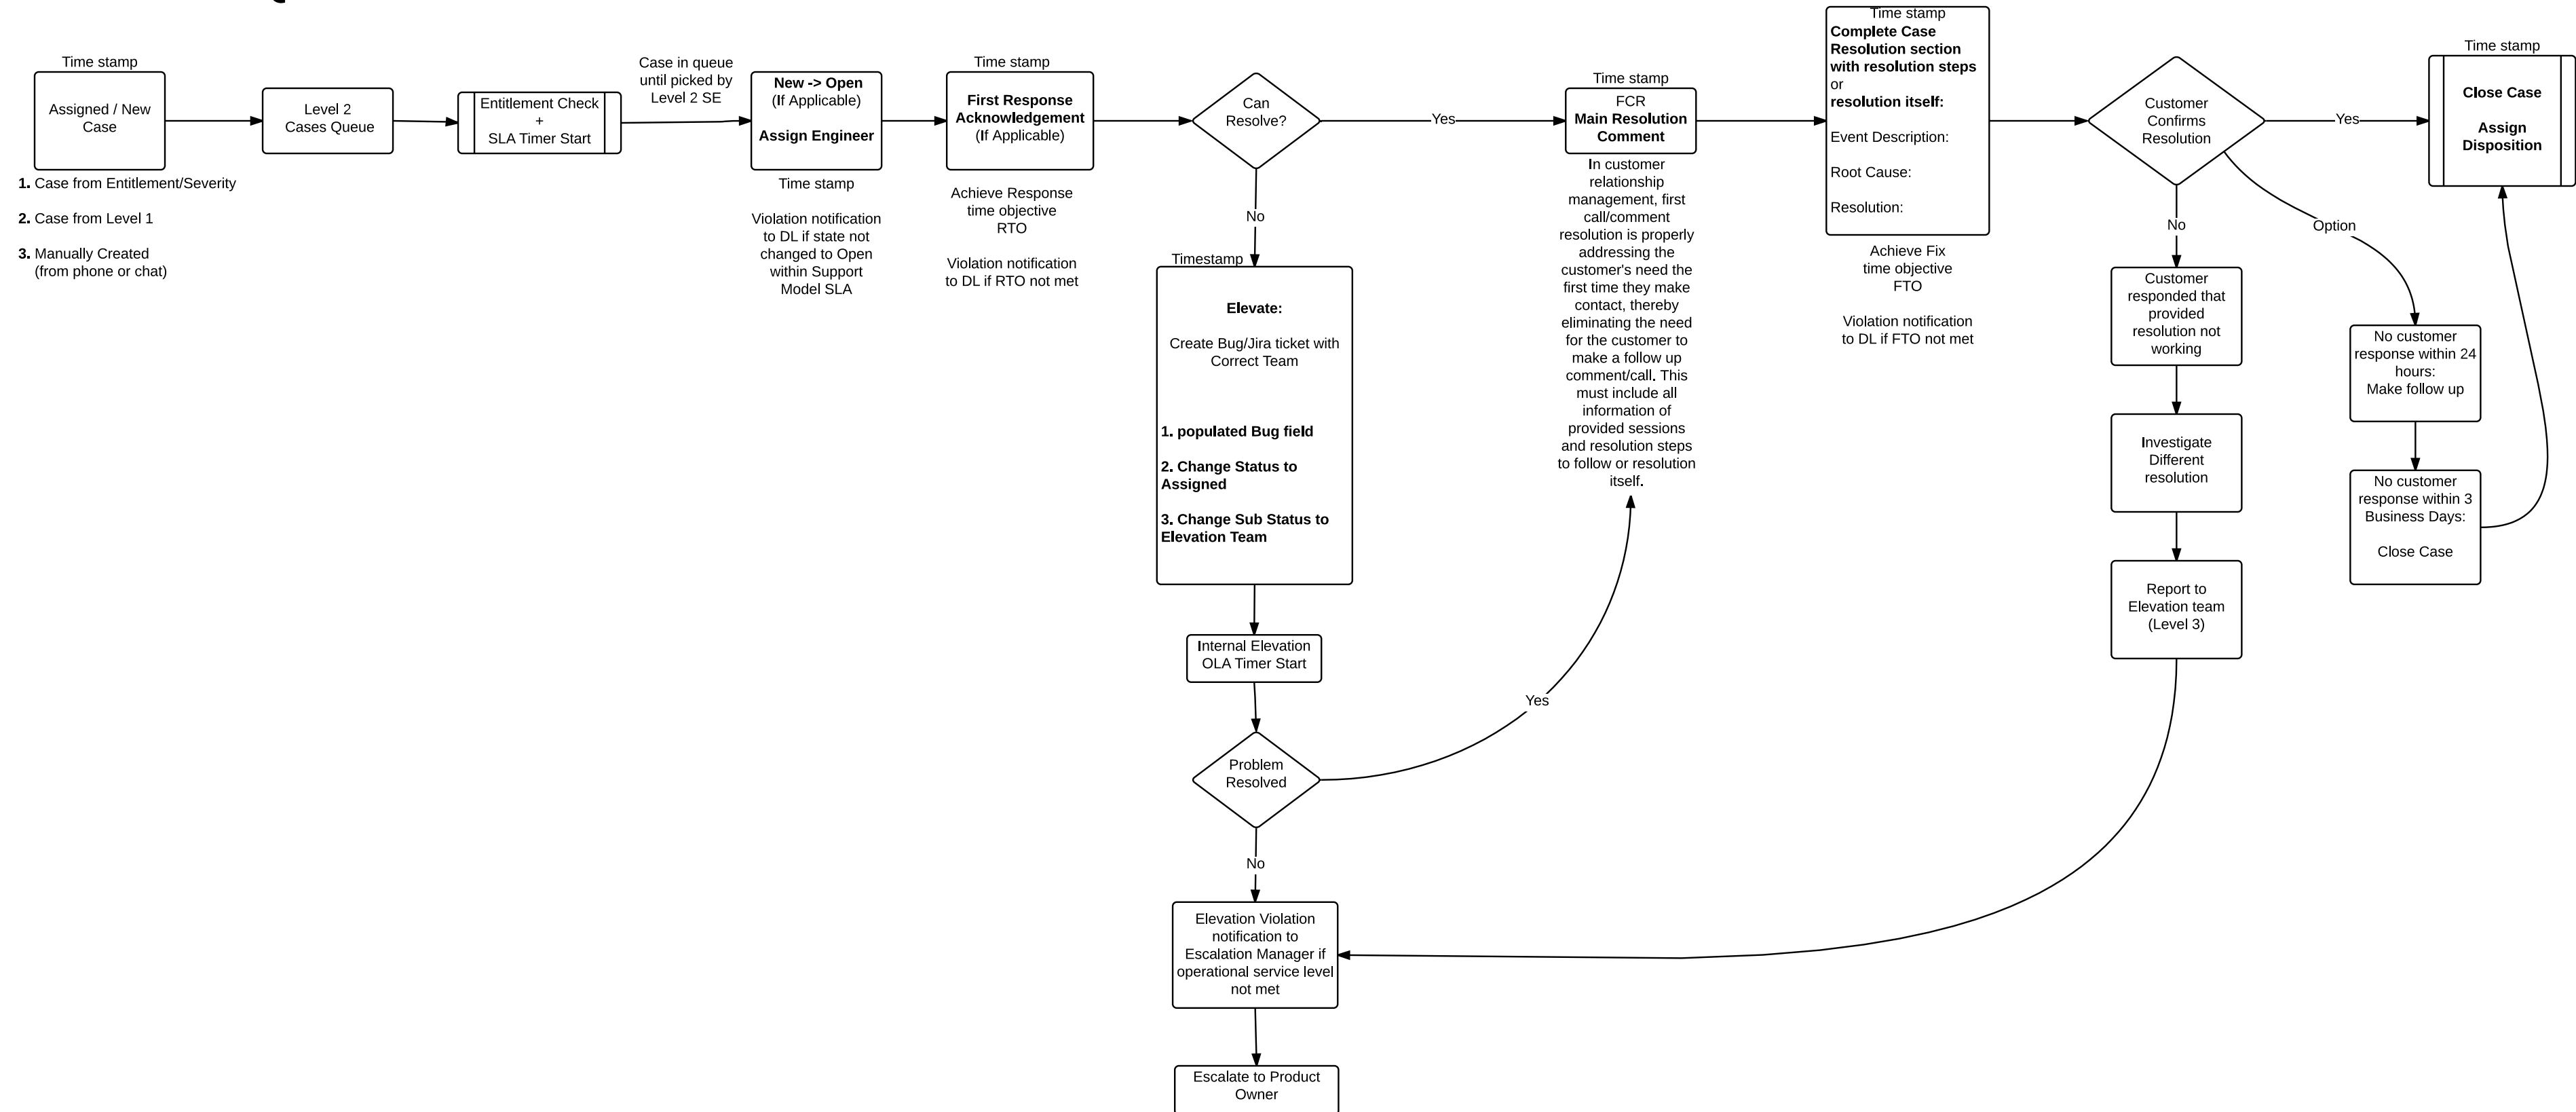 Time stamp
Assigned / New
Case
1. Case from Entitlement/Severity
2. Case from Level 1
3. Manually Created
(from phone or chat)
Level 2
Cases Queue
Entitlement Check
+
SLA Timer Start
Case in queue
until picked by
Level 2 SE
New -> Open
(If Applicable)
Assign Engineer
Time stamp
Violation notification
to DL if state not
changed to Open
within Support
Model SLA
Time stamp
First Response
Acknowledgement
(If Applicable)
Achieve Response
time objective
RTO
Violation notification
to DL if RTO not met
Can
Resolve?
Yes
No
Timestamp
Elevate:
Create Bug/Jira ticket with
Correct Team
1. populated Bug field
2. Change Status to
Assigned
3. Change Sub Status to
Elevation Team
Internal Elevation
OLA Timer Start
Problem
Resolved
Yes
No
Elevation Violation
notification to
Escalation Manager if
operational service level
not met
Escalate to Product
Owner
Time stamp
FCR
Main Resolution
Comment
In customer
relationship
management, first
call/comment
resolution is properly
addressing the
customer's need the
first time they make
contact, thereby
eliminating the need
for the customer to
make a follow up
comment/call. This
must include all
information of
provided sessions
and resolution steps
to follow or resolution
itself.
Time stamp
Complete Case
Resolution section
with resolution steps
or
resolution itself:
Event Description:
Root Cause:
Resolution:
Achieve Fix
time objective
FTO
Violation notification
to DL if FTO not met
Customer
Confirms
Resolution
Yes
No
Option
Customer
responded that
provided
resolution not
working
Investigate
Different
resolution
Report to
Elevation team
(Level 3)
No customer
response within 24
hours:
Make follow up
No customer
response within 3
Business Days:
Close Case
Time stamp
Close Case
Assign
Disposition